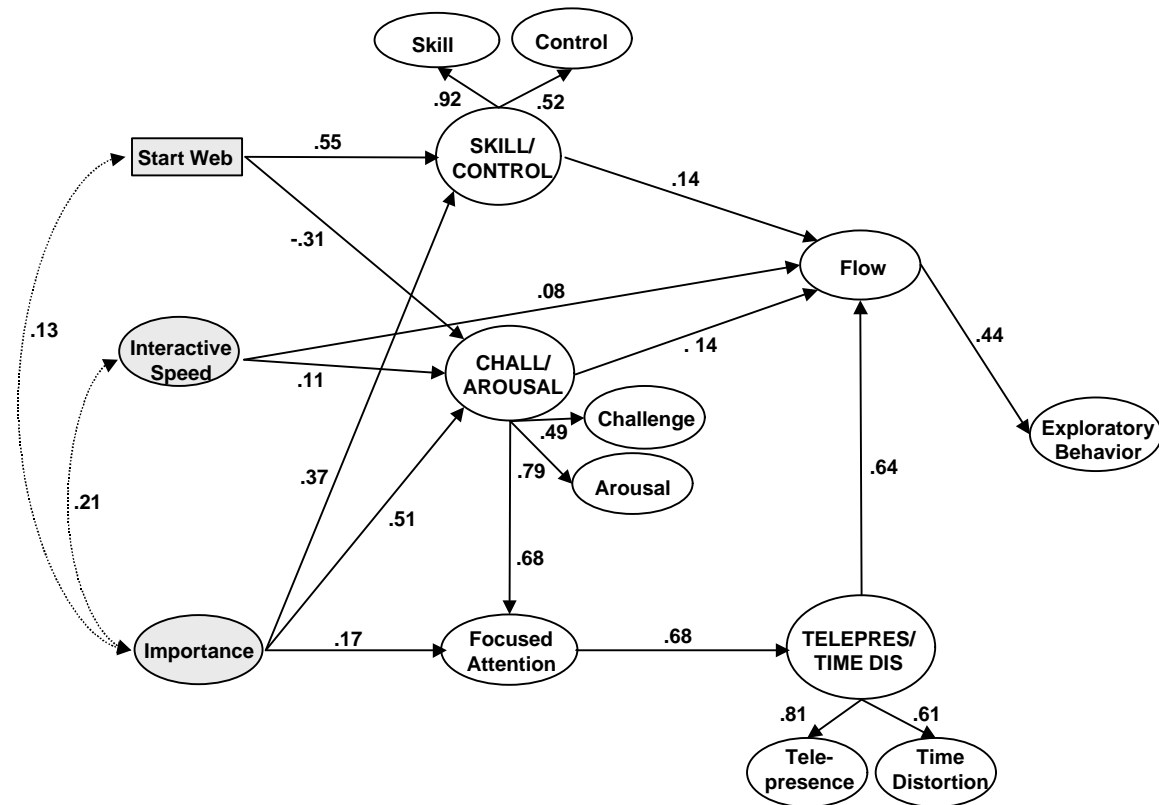 Skill
Control
.92
.52
Start Web
.55
SKILL/
CONTROL
.14
-.31
Flow
.08
.13
Interactive
Speed
.11
CHALL/
AROUSAL
. 14
.44
Challenge
.49
Exploratory
Behavior
.37
.79
Arousal
.64
.21
.51
.68
Importance
.17
Focused
Attention
.68
TELEPRES/
TIME DIS
.81
.61
Tele-
presence
Time
Distortion